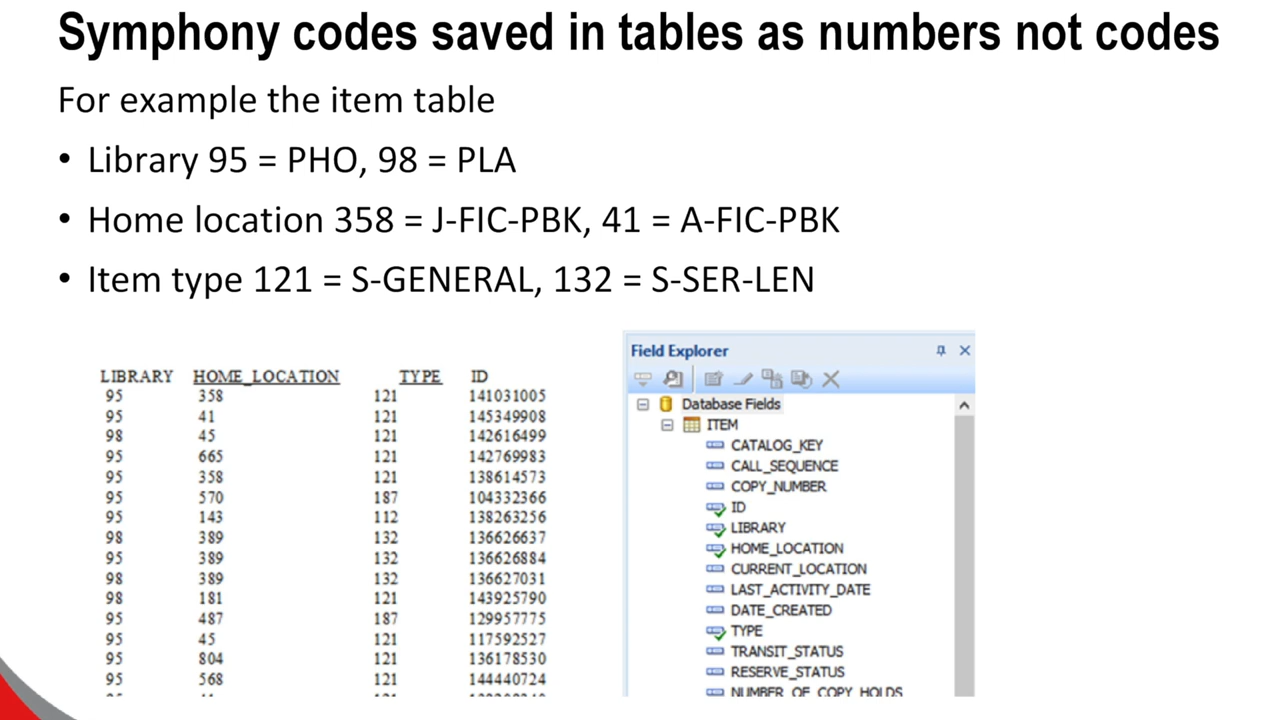 Symphony codes saved in tables as numbers not codes
For example the item table
• Library 95 = PHO, 98 = PLA
• Home location 358 = J-FIC-PBK, 41 = A-FIC-PBK
• Item type 121 = S-GENERAL, 132 = S-SER-LEN
LIBRARY HOME_LOCATION TYPE ID
95 358 121 141031005
95 41 121 145349908
98 45 121 142616499
95 665 121 142769983
95 358 121 138614573
95 570 187 104332366
95 143 112 138263256
98 389 132 136626637
95 389 132 136626884
98 389 132 136627031
98 181 121 143925790
95 487 187 129957775
95 45 121 117592527
95 804 121 136178530
95 568 121 144440724
Field Explorer
Database Fields
ITEM
CATALOG_KEY
CALL_SEQUENCE
COPY_NUMBER
ID
LIBRARY
HOME_LOCATION
CURRENT_LOCATION
LAST_ACTIVITY_DATE
DATE_CREATED
TYPE
TRANSIT_STATUS
RESERVE_STATUS
NUMBER_OF_COPY_HOLDS